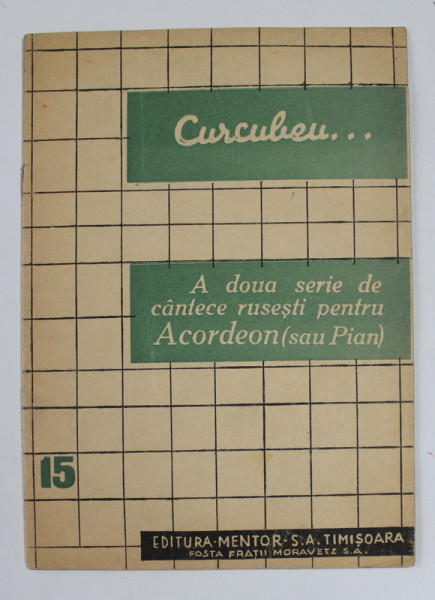 Curcubeu...
A doua serie de
cântece rusești pentru
Acordeon (sau Pian)
15
EDITURA·MENTOR·S.A. TIMIȘOARA
FOSTA FRAȚII MORAVETZ S.A.